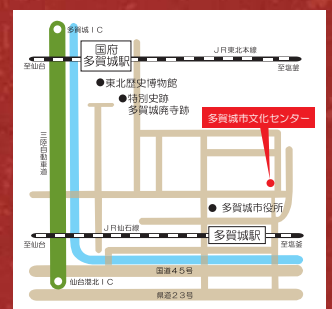 多賀城IC
国府
多賀城駅
JR東北本線
至仙台
至塩釜
●東北歴史博物館
●特別史跡
多賀城廃寺跡
多賀城市文化センター
三陸自動車道
● 多賀城市役所
JR仙石線
多賀城駅
至仙台
至塩釜
国道45号
仙台港北IC
県道23号